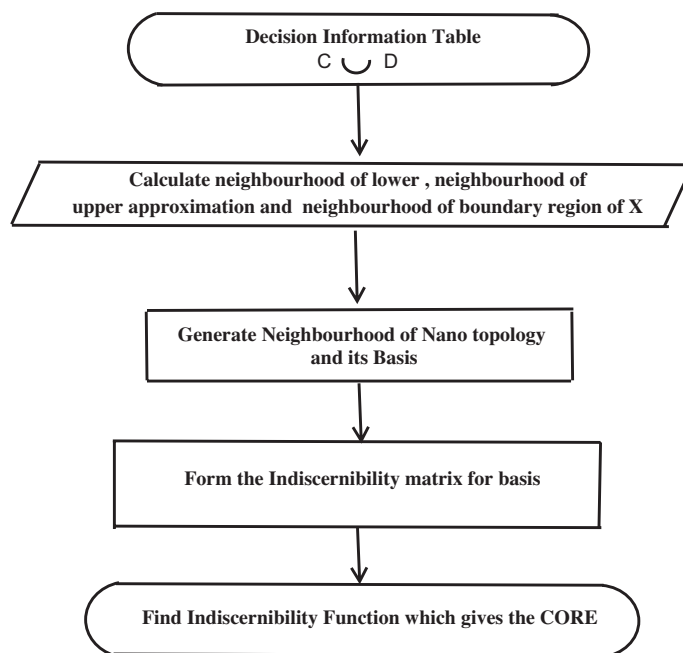 Decision Information Table
C ∪ D
Calculate neighbourhood of lower , neighbourhood of
upper approximation and neighbourhood of boundary region of X
Generate Neighbourhood of Nano topology
and its Basis
Form the Indiscernibility matrix for basis
Find Indiscernibility Function which gives the CORE